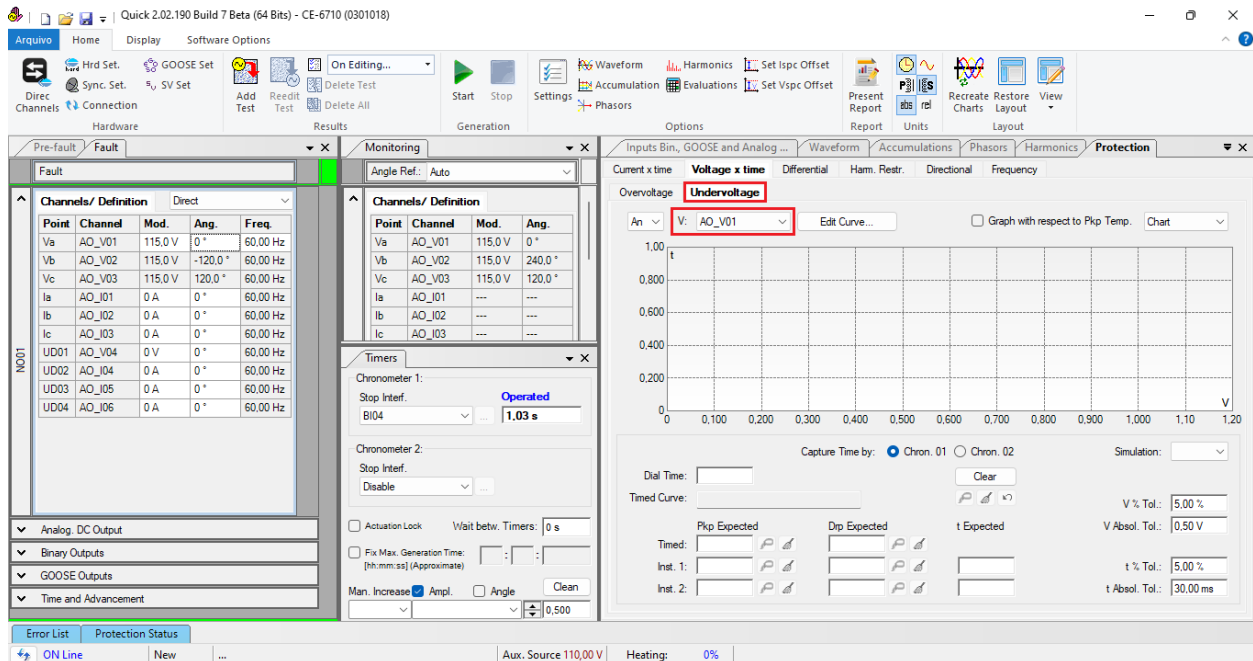 Quick 2.02.190 Build 7 Beta (64 Bits) - CE-6710 (0301018)
Arquivo Home Display Software Options
Direc Channels
Hrd Set.
Sync. Set.
Connection
GOOSE Set
SV Set
Hardware
Add Test
Reedit Test
On Editing...
Delete Test
Delete All
Results
Start Stop
Generation
Settings
Waveform
Accumulation
Phasors
Harmonics
Evaluations
Set Ispc Offset
Set Vspc Offset
Options
Present Report
Report
abs rel
Units
Recreate Charts
Restore Layout
View
Layout
Pre-fault Fault
Fault
NO01
Channels/ Definition Direct
Point Channel Mod. Ang. Freq.
Va AO_V01 115,0 V 0 ° 60,00 Hz
Vb AO_V02 115,0 V -120,0 ° 60,00 Hz
Vc AO_V03 115,0 V 120,0 ° 60,00 Hz
Ia AO_I01 0 A 0 ° 60,00 Hz
Ib AO_I02 0 A 0 ° 60,00 Hz
Ic AO_I03 0 A 0 ° 60,00 Hz
UD01 AO_V04 0 V 0 ° 60,00 Hz
UD02 AO_I04 0 A 0 ° 60,00 Hz
UD03 AO_I05 0 A 0 ° 60,00 Hz
UD04 AO_I06 0 A 0 ° 60,00 Hz
Analog. DC Output
Binary Outputs
GOOSE Outputs
Time and Advancement
Monitoring
Angle Ref.: Auto
Channels/ Definition
Point Channel Mod. Ang.
Va AO_V01 115,0 V 0 °
Vb AO_V02 115,0 V 240,0 °
Vc AO_V03 115,0 V 120,0 °
Ia AO_I01 --- ---
Ib AO_I02 --- ---
Ic AO_I03 --- ---
Timers
Chronometer 1:
Stop Interf. Operated
BI04 ... 1,03 s
Chronometer 2:
Stop Interf.
Disable ...
Actuation Lock Wait betw. Timers: 0 s
Fix Max. Generation Time: : :
[hh:mm:ss] (Approximate)
Man. Increase Ampl. Angle Clean
0,500
Inputs Bin., GOOSE and Analog ... Waveform Accumulations Phasors Harmonics Protection
Current x time Voltage x time Differential Harm. Restr. Directional Frequency
Overvoltage Undervoltage
An V: AO_V01 Edit Curve... Graph with respect to Pkp Temp. Chart
1,00
t
0,800
0,600
0,400
0,200
0
V
0 0,100 0,200 0,300 0,400 0,500 0,600 0,700 0,800 0,900 1,000 1,10 1,20
Capture Time by: Chron. 01 Chron. 02 Simulation:
Dial Time: Clear
Timed Curve: V % Tol.: 5,00 %
Pkp Expected Drp Expected t Expected V Absol. Tol.: 0,50 V
Timed:
Inst. 1: t % Tol.: 5,00 %
Inst. 2: t Absol. Tol.: 30,00 ms
Error List Protection Status
ON Line New ... Aux. Source 110,00 V Heating: 0%